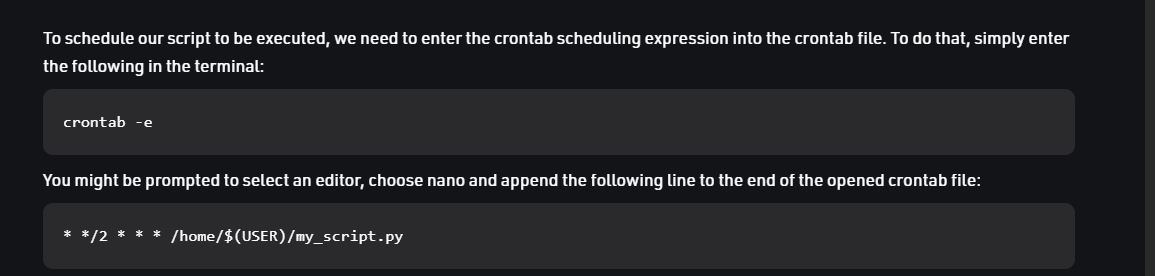 To schedule our script to be executed, we need to enter the crontab scheduling expression into the crontab file. To do that, simply enter
the following in the terminal:
crontab -e
You might be prompted to select an editor, choose nano and append the following line to the end of the opened crontab file:
* */2 * * * /home/$(USER)/my_script.py